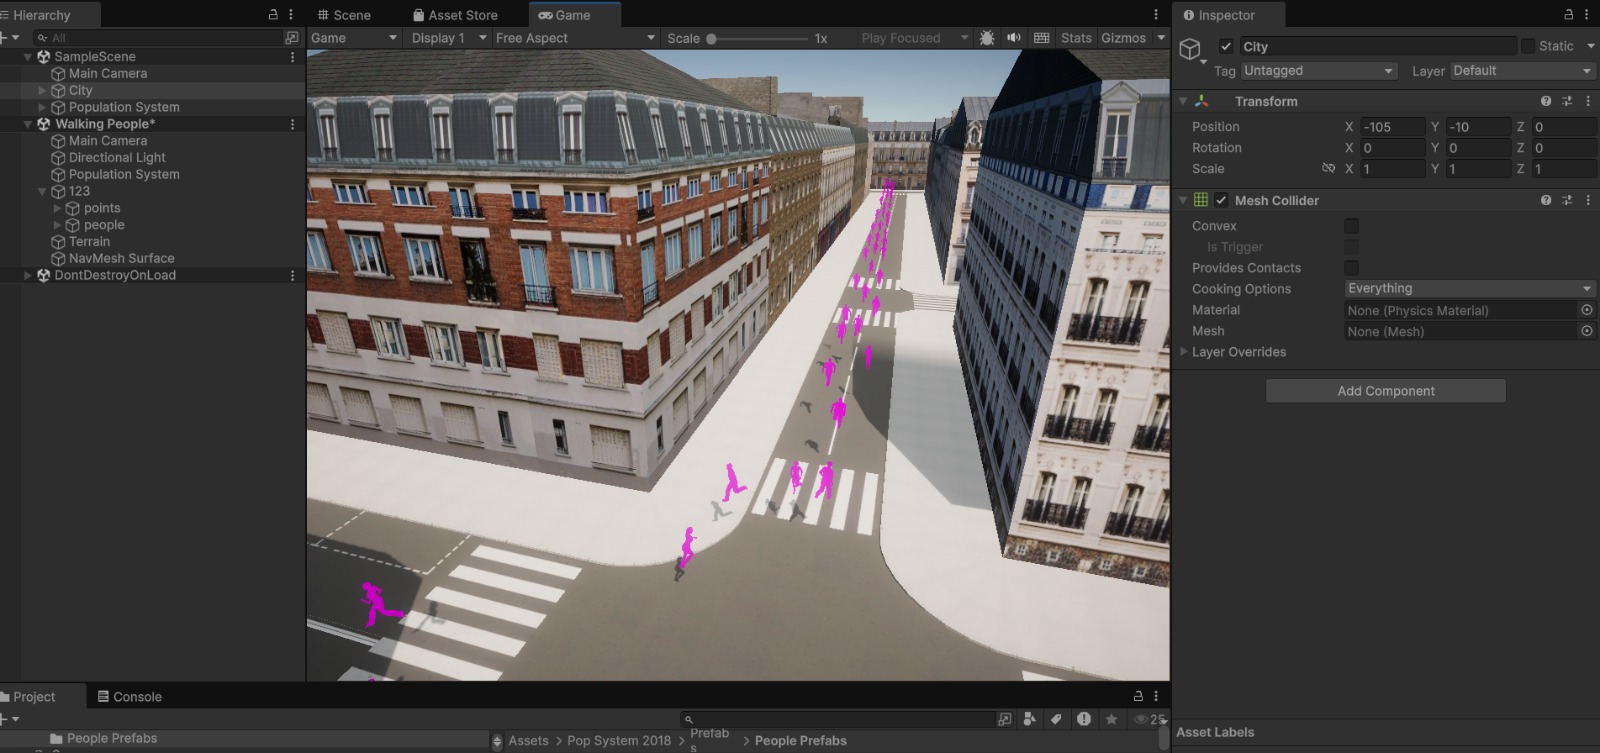 Hierarchy
Scene
Asset Store
Game
Inspector
All
Game
Display 1
Free Aspect
Scale
1x
Play Focused
Stats
Gizmos
City
Static
Tag
Untagged
Layer
Default
SampleScene
Main Camera
City
Population System
Walking People*
Main Camera
Directional Light
Population System
123
points
people
Terrain
NavMesh Surface
DontDestroyOnLoad
Transform
Position
X
-105
Y
-10
Z
0
Rotation
X
0
Y
0
Z
0
Scale
X
1
Y
1
Z
1
Mesh Collider
Convex
Is Trigger
Provides Contacts
Cooking Options
Everything
Material
None (Physics Material)
Mesh
None (Mesh)
Layer Overrides
Add Component
Project
Console
25
People Prefabs
Assets > Pop System 2018 > Prefab
s
> People Prefabs
Asset Labels